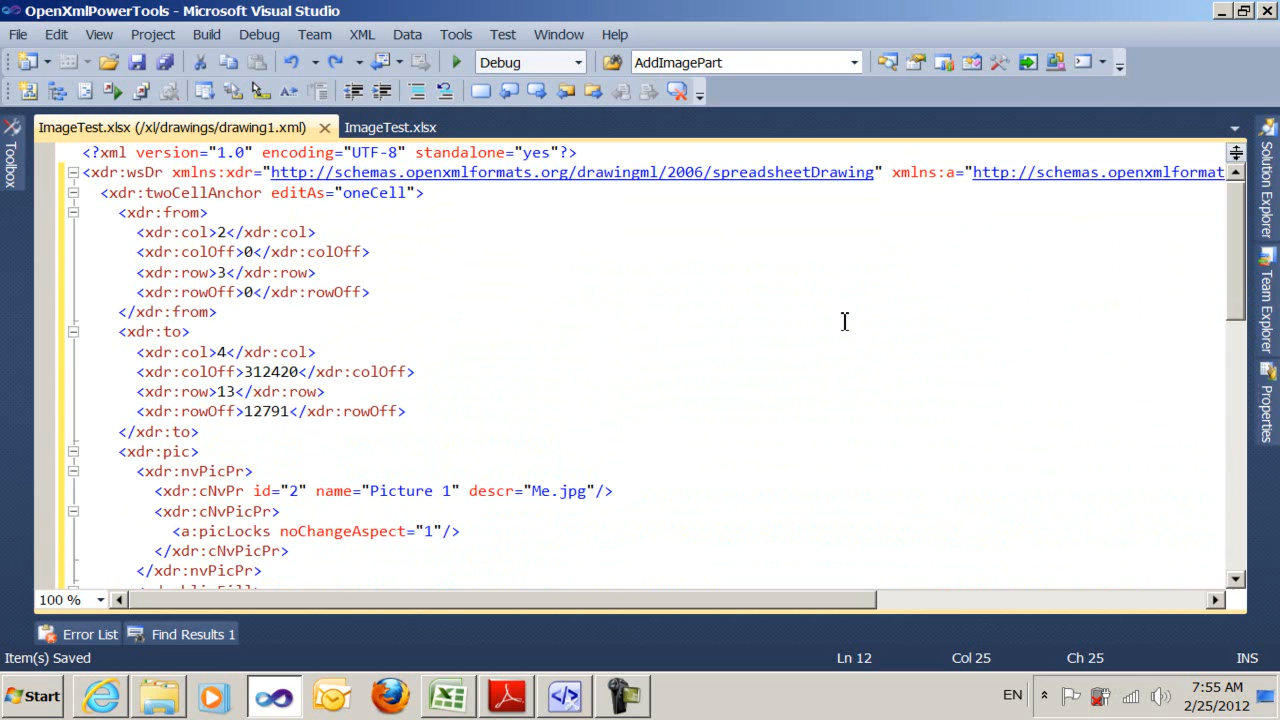 OpenXmlPowerTools - Microsoft Visual Studio
File Edit View Project Build Debug Team XML Data Tools Test Window Help
Debug AddImagePart
ImageTest.xlsx (/xl/drawings/drawing1.xml) ImageTest.xlsx
Toolbox
Solution Explorer
Team Explorer
Properties
<?xml version="1.0" encoding="UTF-8" standalone="yes"?>
<xdr:wsDr xmlns:xdr="http://schemas.openxmlformats.org/drawingml/2006/spreadsheetDrawing" xmlns:a="http://schemas.openxmlformat
<xdr:twoCellAnchor editAs="oneCell">
<xdr:from>
<xdr:col>2</xdr:col>
<xdr:colOff>0</xdr:colOff>
<xdr:row>3</xdr:row>
<xdr:rowOff>0</xdr:rowOff>
</xdr:from>
<xdr:to>
<xdr:col>4</xdr:col>
<xdr:colOff>312420</xdr:colOff>
<xdr:row>13</xdr:row>
<xdr:rowOff>12791</xdr:rowOff>
</xdr:to>
<xdr:pic>
<xdr:nvPicPr>
<xdr:cNvPr id="2" name="Picture 1" descr="Me.jpg"/>
<xdr:cNvPicPr>
<a:picLocks noChangeAspect="1"/>
</xdr:cNvPicPr>
</xdr:nvPicPr>
100 %
Error List Find Results 1
Item(s) Saved Ln 12 Col 25 Ch 25 INS
Start EN 7:55 AM
2/25/2012